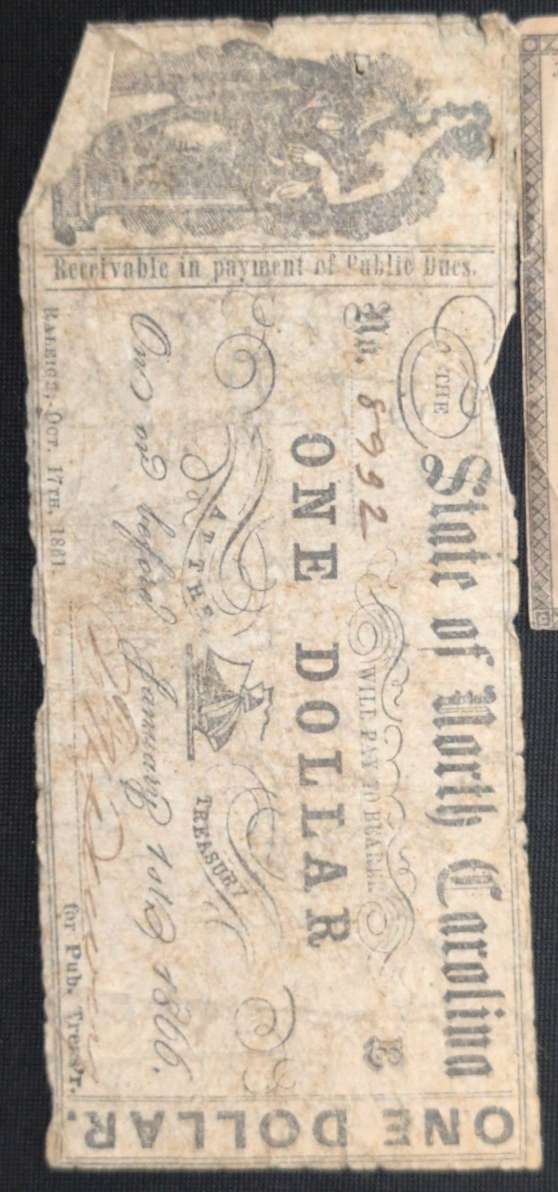 Receivable in payment of Public Dues.
THE
State of North Carolina
No. 8992
WILL PAY TO BEARER
E
ONE DOLLAR
AT THE
TREASURY
On or before January 1st, 1866.
RALEIGH, OCT. 17TH, 1861
for Pub. Treas'r.
ONE DOLLAR.